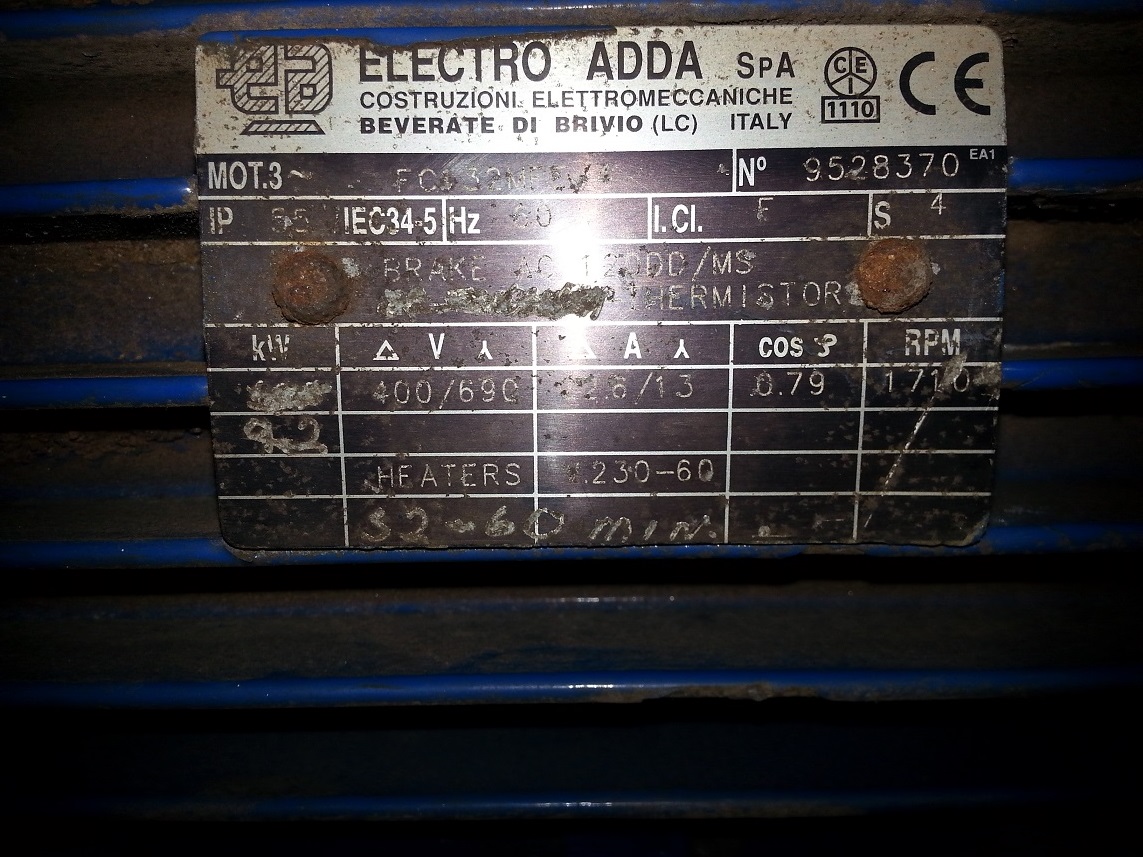 ELECTRO ADDA SPA
COSTRUZIONI ELETTROMECCANICHE
BEVERATE DI BRIVIO (LC) ITALY
CEI
1110
CE
MOT.3~ Nº 9528370 EA1
IP 55 IEC34-5 Hz 60 I.Cl. F S 4
BRAKE AC
THERMISTOR
kW △ V ⅄ △ A ⅄ COS φ RPM
400/690 0.79 1710
HEATERS 230-60
S2-60 min.